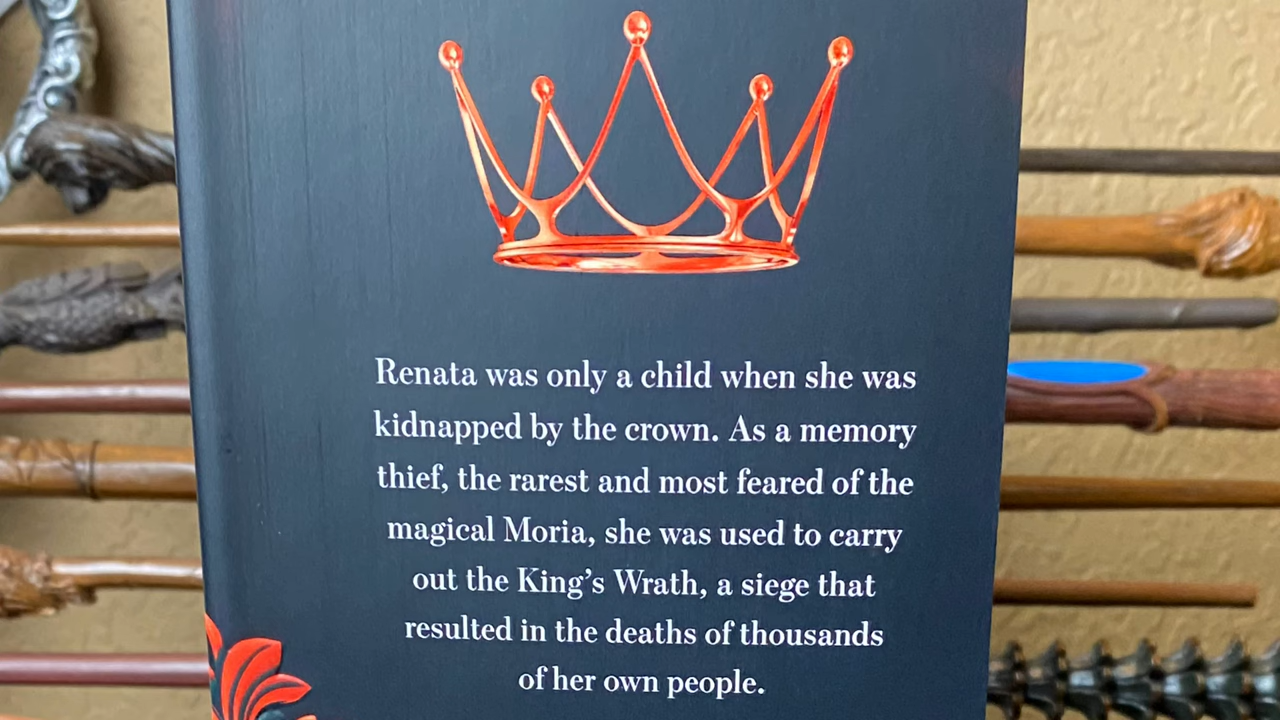 Renata was only a child when she was
kidnapped by the crown. As a memory
thief, the rarest and most feared of the
magical Moria, she was used to carry
out the King’s Wrath, a siege that
resulted in the deaths of thousands
of her own people.